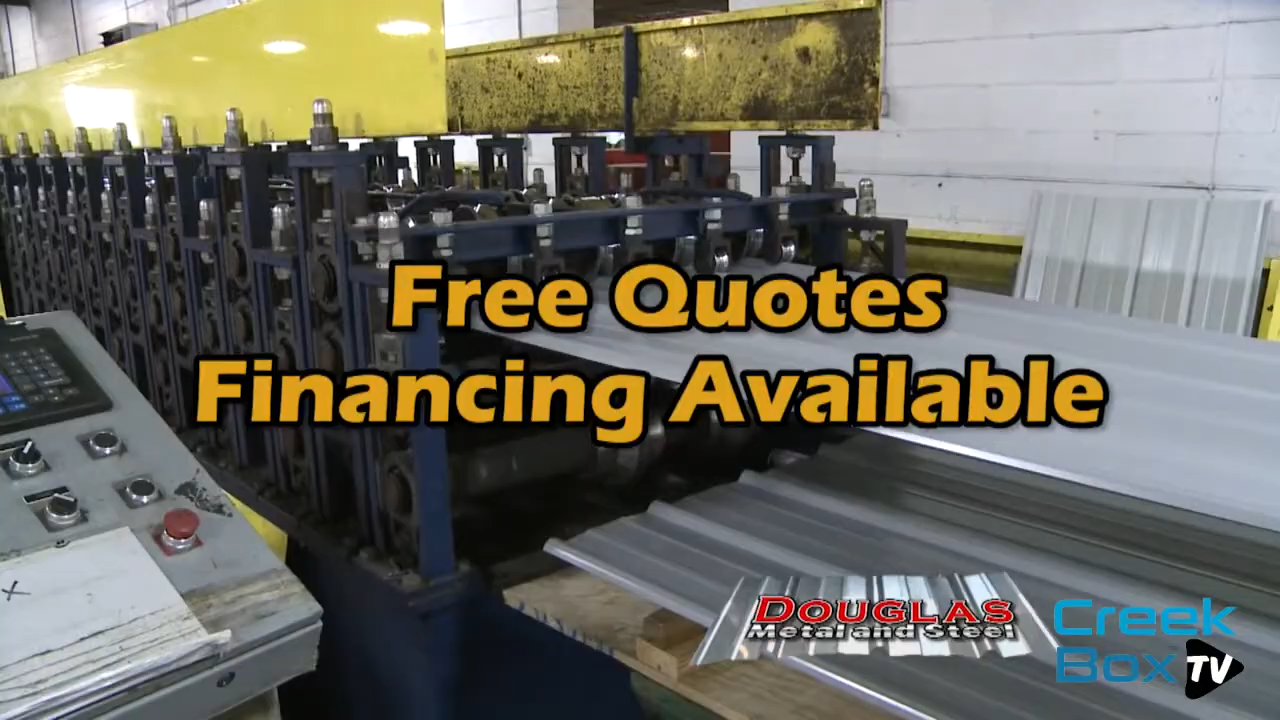 Free Quotes
Financing Available
DOUGLAS
Metal and Steel
Creek
Box TV
X